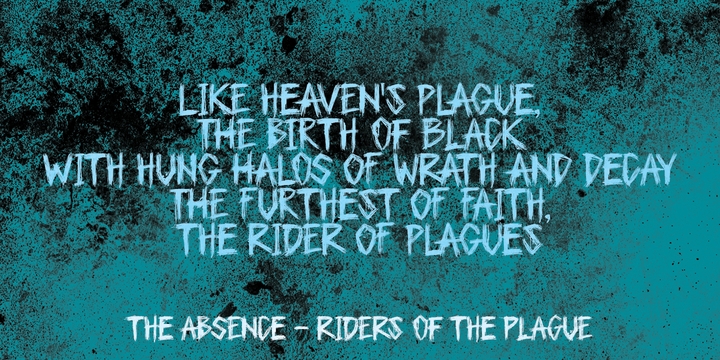 LIKE HEAVEN'S PLAGUE,
THE BIRTH OF BLACK
WITH HUNG HALOS OF WRATH AND DECAY
THE FURTHEST OF FAITH,
THE RIDER OF PLAGUES
THE ABSENCE – RIDERS OF THE PLAGUE